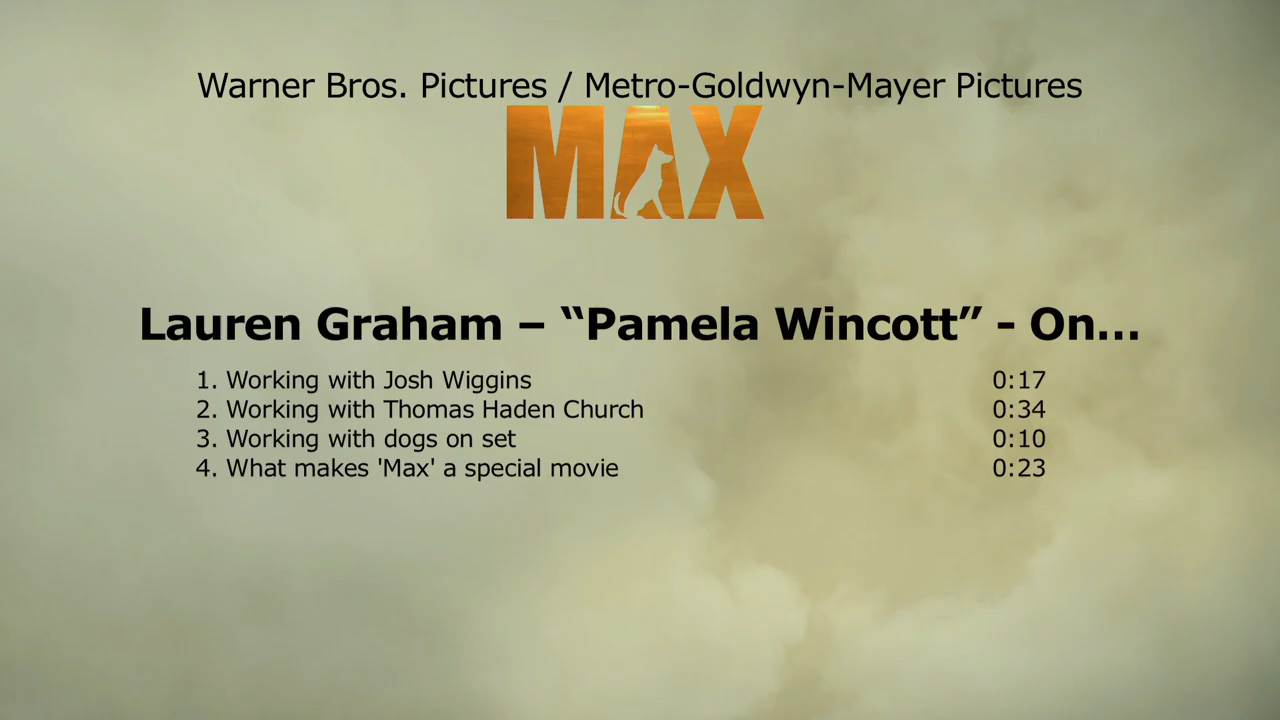 Warner Bros. Pictures / Metro-Goldwyn-Mayer Pictures
MAX
Lauren Graham – “Pamela Wincott” - On...
1. Working with Josh Wiggins 0:17
2. Working with Thomas Haden Church 0:34
3. Working with dogs on set 0:10
4. What makes 'Max' a special movie 0:23